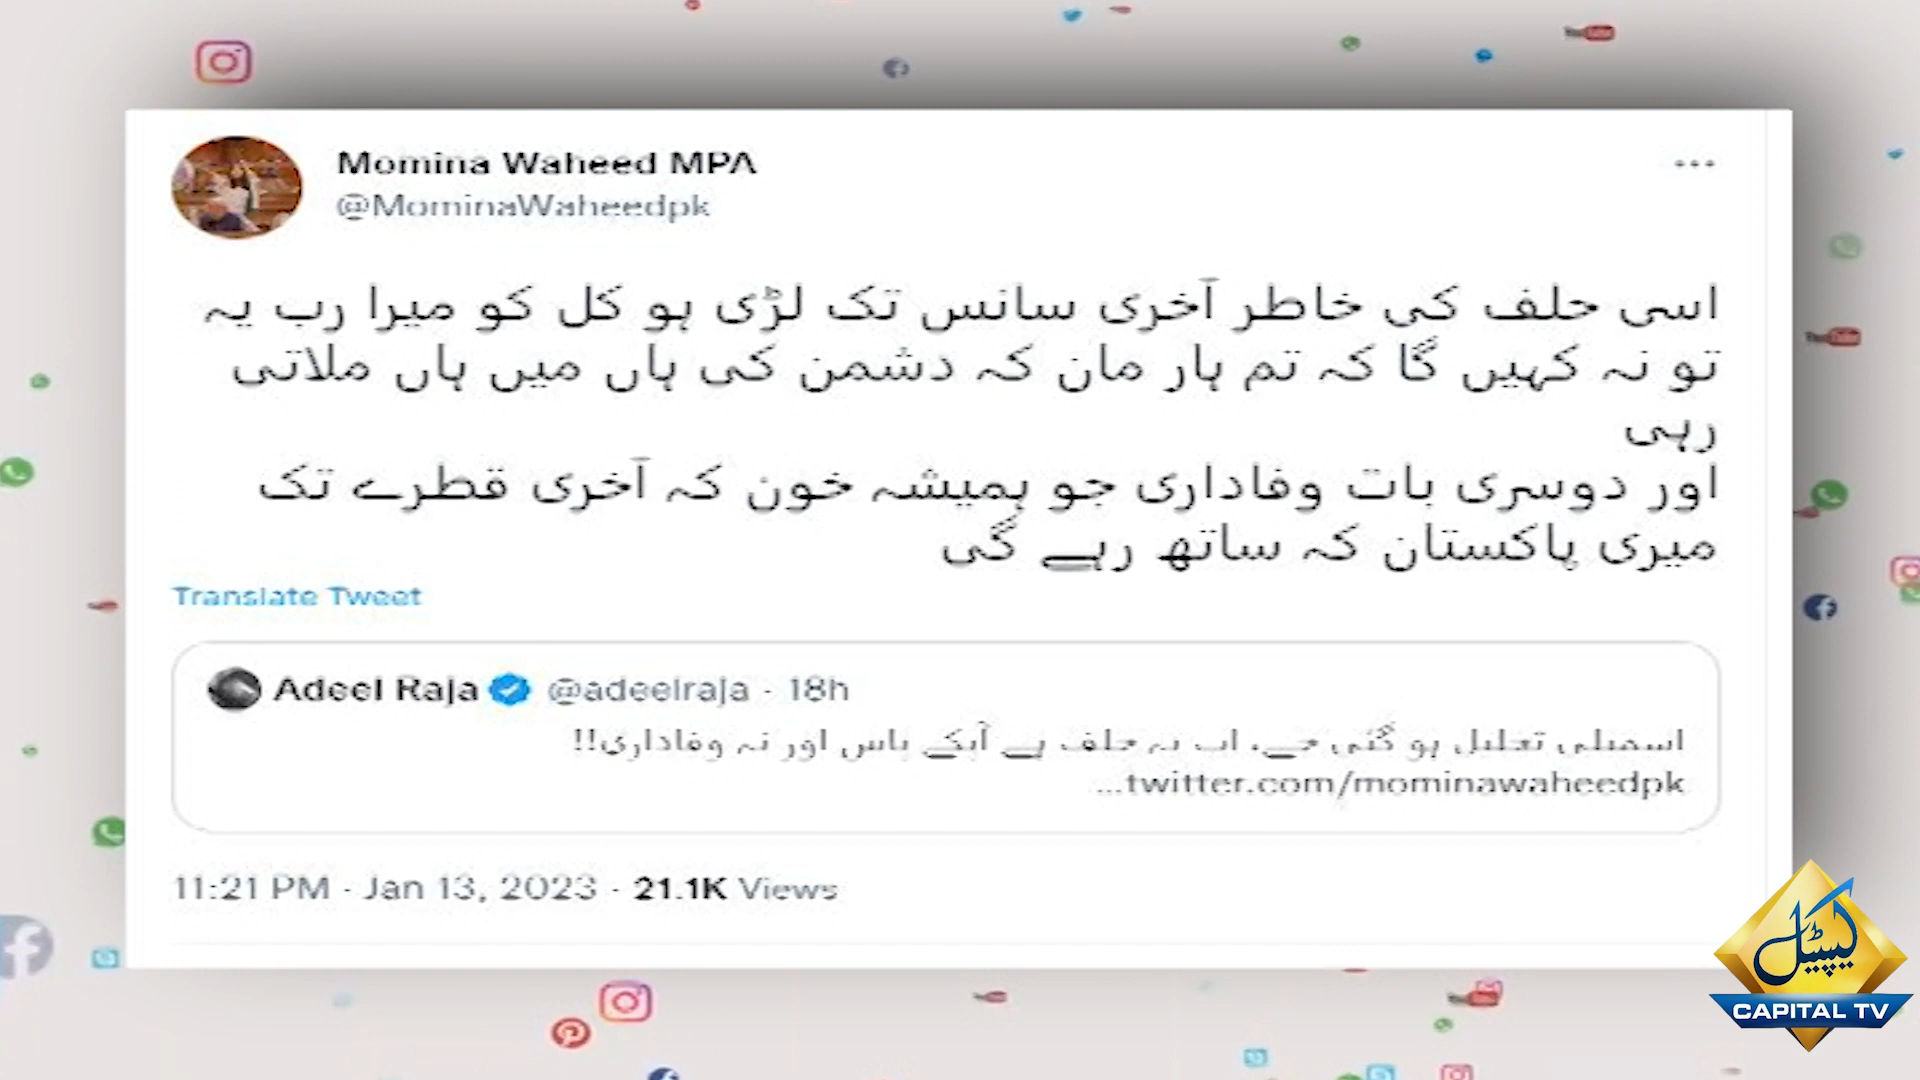 Momina Waheed MPA
@MominaWaheedpk
اسی حلف کی خاطر آخری سانس تک لڑی ہو کل کو میرا رب یہ
تو نہ کہیں گا کہ تم ہار مان کہ دشمن کی ہاں میں ہاں ملاتی
رہی
اور دوسری بات وفاداری جو ہمیشہ خون کہ آخری قطرے تک
میری پاکستان کہ ساتھ رہے گی
Translate Tweet
Adeel Raja @adeelraja · 18h
اسمبلی تحلیل ہو گئی ہے، اب نہ حلف ہے آپکے پاس اور نہ وفاداری!!
twitter.com/mominawaheedpk...
11:21 PM · Jan 13, 2023 · 21.1K Views
کیپیٹل
CAPITAL TV